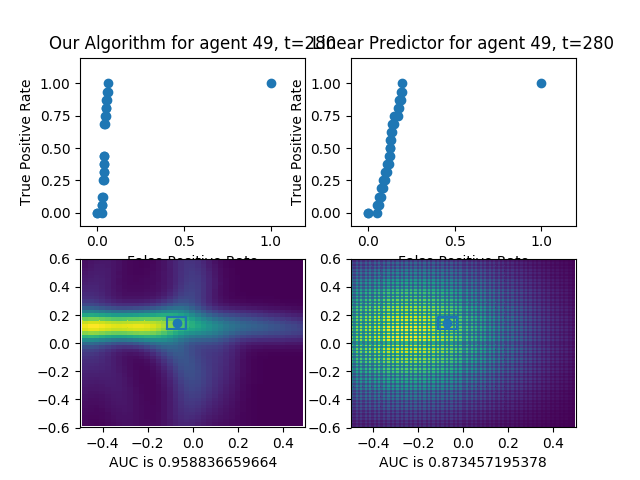 Our Algorithm for agent 49, t=280
Linear Predictor for agent 49, t=280
True Positive Rate
1.00
0.75
0.50
0.25
0.00
0.0 0.5 1.0
False Positive Rate
True Positive Rate
1.00
0.75
0.50
0.25
0.00
0.0 0.5 1.0
False Positive Rate
0.6
0.4
0.2
0.0
−0.2
−0.4
−0.6
−0.4 −0.2 0.0 0.2 0.4
AUC is 0.958836659664
0.6
0.4
0.2
0.0
−0.2
−0.4
−0.6
−0.4 −0.2 0.0 0.2 0.4
AUC is 0.873457195378